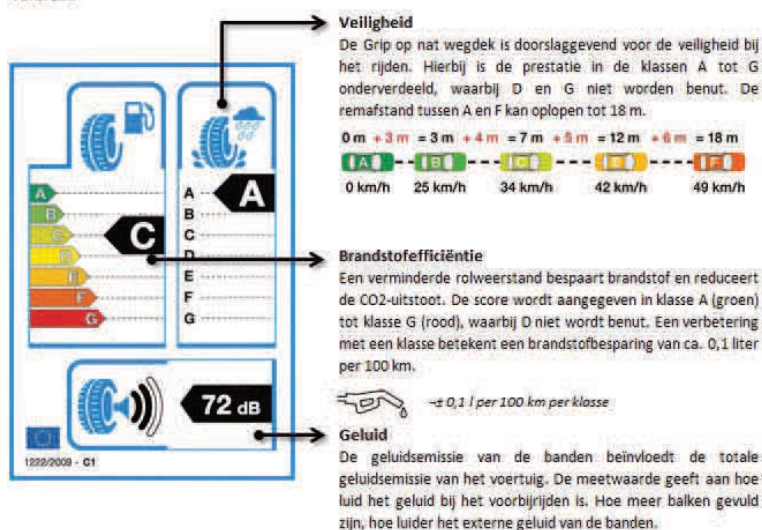 Veiligheid
De Grip op nat wegdek is doorslaggevend voor de veiligheid bij
het rijden. Hierbij is de prestatie in de klassen A tot G
onderverdeeld, waarbij D en G niet worden benut. De
remafstand tussen A en F kan oplopen tot 18 m.
0 m + 3 m = 3 m + 4 m = 7 m + 5 m = 12 m + 6 m = 18 m
A B C E F
0 km/h 25 km/h 34 km/h 42 km/h 49 km/h
A
B
C
D
E
F
G
C
A
B
C
D
E
F
G
A
Brandstofefficiëntie
Een verminderde rolweerstand bespaart brandstof en reduceert
de CO2-uitstoot. De score wordt aangegeven in klasse A (groen)
tot klasse G (rood), waarbij D niet wordt benut. Een verbetering
met een klasse betekent een brandstofbesparing van ca. 0,1 liter
per 100 km.
-± 0,1 l per 100 km per klasse
72 dB
1222/2009 - C1
Geluid
De geluidsemissie van de banden beïnvloedt de totale
geluidsemissie van het voertuig. De meetwaarde geeft aan hoe
luid het geluid bij het voorbijrijden is. Hoe meer balken gevuld
zijn, hoe luider het externe geluid van de banden.